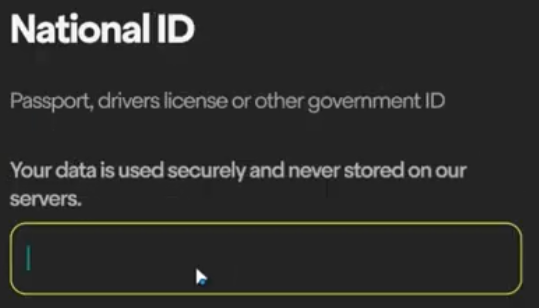 National ID
Passport, drivers license or other government ID
Your data is used securely and never stored on our
servers.